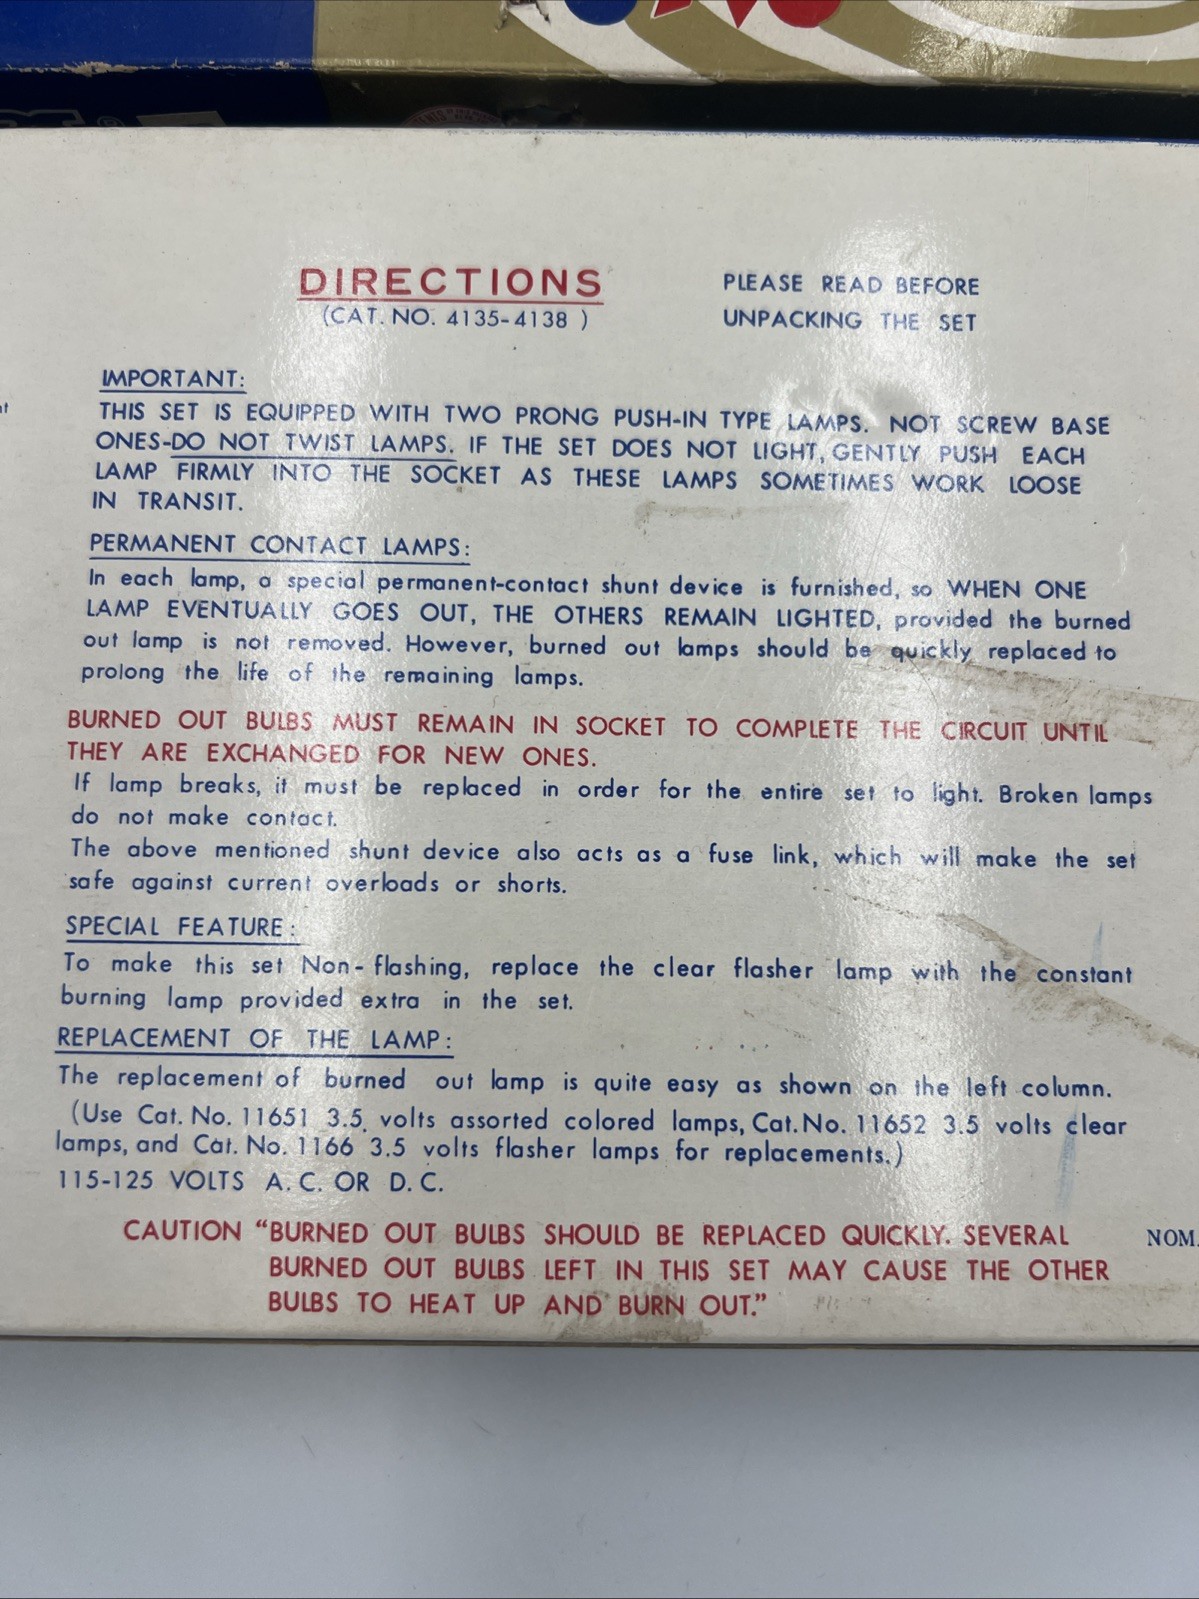 DIRECTIONS
(CAT. NO. 4135-4138 )
PLEASE READ BEFORE
UNPACKING THE SET
IMPORTANT:
THIS SET IS EQUIPPED WITH TWO PRONG PUSH-IN TYPE LAMPS. NOT SCREW BASE
ONES-DO NOT TWIST LAMPS. IF THE SET DOES NOT LIGHT, GENTLY PUSH EACH
LAMP FIRMLY INTO THE SOCKET AS THESE LAMPS SOMETIMES WORK LOOSE
IN TRANSIT.
PERMANENT CONTACT LAMPS:
In each lamp, a special permanent-contact shunt device is furnished, so WHEN ONE
LAMP EVENTUALLY GOES OUT, THE OTHERS REMAIN LIGHTED, provided the burned
out lamp is not removed. However, burned out lamps should be quickly replaced to
prolong the life of the remaining lamps.
BURNED OUT BULBS MUST REMAIN IN SOCKET TO COMPLETE THE CIRCUIT UNTIL
THEY ARE EXCHANGED FOR NEW ONES.
If lamp breaks, it must be replaced in order for the entire set to light. Broken lamps
do not make contact.
The above mentioned shunt device also acts as a fuse link, which will make the set
safe against current overloads or shorts.
SPECIAL FEATURE:
To make this set Non-flashing, replace the clear flasher lamp with the constant
burning lamp provided extra in the set.
REPLACEMENT OF THE LAMP:
The replacement of burned out lamp is quite easy as shown on the left column.
(Use Cat. No. 11651 3.5. volts assorted colored lamps, Cat. No. 11652 3.5 volts clear
lamps, and Cat. No. 1166 3.5 volts flasher lamps for replacements.)
115-125 VOLTS A. C. OR D. C.
CAUTION "BURNED OUT BULBS SHOULD BE REPLACED QUICKLY. SEVERAL
BURNED OUT BULBS LEFT IN THIS SET MAY CAUSE THE OTHER
BULBS TO HEAT UP AND BURN OUT."
NOM.